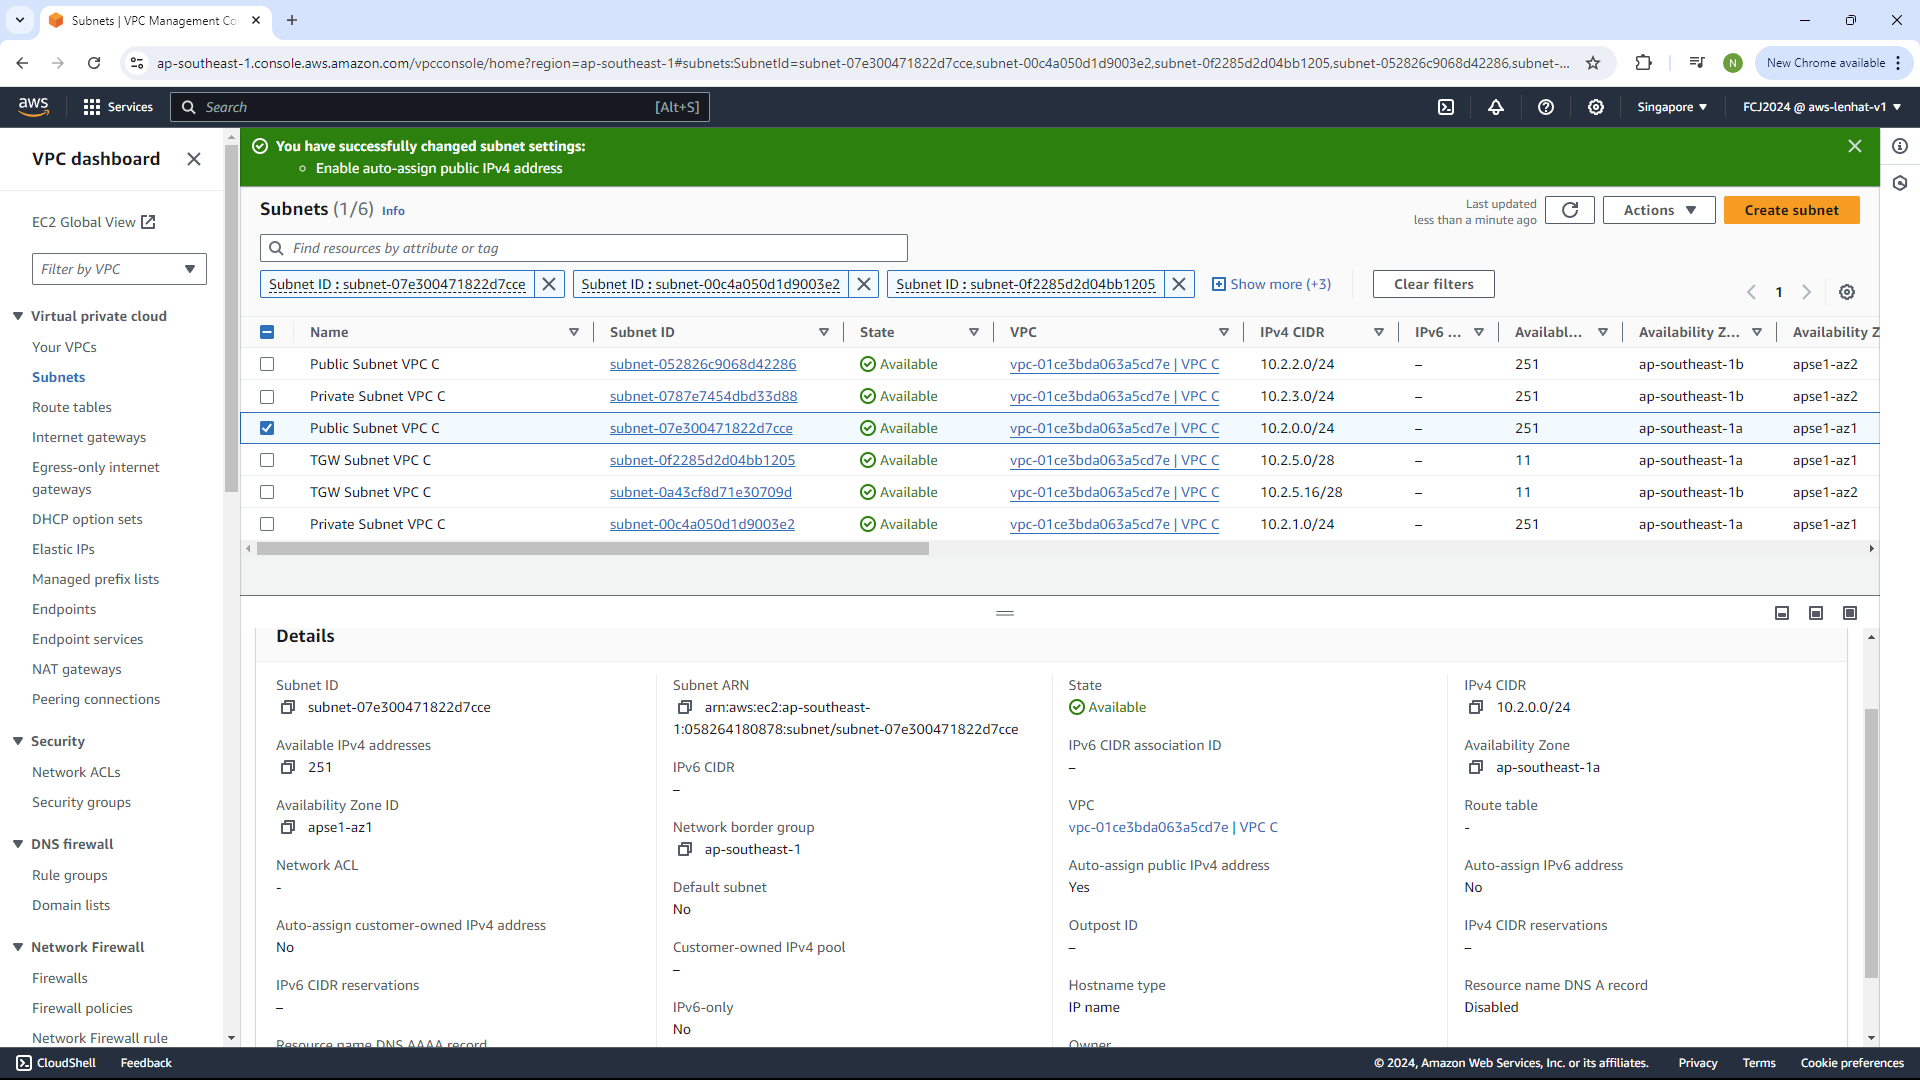 Subnets | VPC Management Co
ap-southeast-1.console.aws.amazon.com/vpcconsole/home?region=ap-southeast-1#subnets:SubnetId=subnet-07e300471822d7cce,subnet-00c4a050d1d9003e2,subnet-0f2285d2d04bb1205,subnet-052826c9068d42286,subnet-...
N
New Chrome available
aws
Services
Search
[Alt+S]
Singapore
FCJ2024 @ aws-lenhat-v1
VPC dashboard
EC2 Global View
Filter by VPC
Virtual private cloud
Your VPCs
Subnets
Route tables
Internet gateways
Egress-only internet
gateways
DHCP option sets
Elastic IPs
Managed prefix lists
Endpoints
Endpoint services
NAT gateways
Peering connections
Security
Network ACLs
Security groups
DNS firewall
Rule groups
Domain lists
Network Firewall
Firewalls
Firewall policies
Network Firewall rule
You have successfully changed subnet settings:
Enable auto-assign public IPv4 address
Subnets (1/6) Info
Last updated
less than a minute ago
Actions
Create subnet
Find resources by attribute or tag
Subnet ID : subnet-07e300471822d7cce
Subnet ID : subnet-00c4a050d1d9003e2
Subnet ID : subnet-0f2285d2d04bb1205
Show more (+3)
Clear filters
1
Name Subnet ID State VPC IPv4 CIDR IPv6 ... Availabl... Availability Z... Availability Z
Public Subnet VPC C subnet-052826c9068d42286 Available vpc-01ce3bda063a5cd7e | VPC C 10.2.2.0/24 – 251 ap-southeast-1b apse1-az2
Private Subnet VPC C subnet-0787e7454dbd33d88 Available vpc-01ce3bda063a5cd7e | VPC C 10.2.3.0/24 – 251 ap-southeast-1b apse1-az2
Public Subnet VPC C subnet-07e300471822d7cce Available vpc-01ce3bda063a5cd7e | VPC C 10.2.0.0/24 – 251 ap-southeast-1a apse1-az1
TGW Subnet VPC C subnet-0f2285d2d04bb1205 Available vpc-01ce3bda063a5cd7e | VPC C 10.2.5.0/28 – 11 ap-southeast-1a apse1-az1
TGW Subnet VPC C subnet-0a43cf8d71e30709d Available vpc-01ce3bda063a5cd7e | VPC C 10.2.5.16/28 – 11 ap-southeast-1b apse1-az2
Private Subnet VPC C subnet-00c4a050d1d9003e2 Available vpc-01ce3bda063a5cd7e | VPC C 10.2.1.0/24 – 251 ap-southeast-1a apse1-az1
Details
Subnet ID
subnet-07e300471822d7cce
Available IPv4 addresses
251
Availability Zone ID
apse1-az1
Network ACL
-
Auto-assign customer-owned IPv4 address
No
IPv6 CIDR reservations
–
Resource name DNS AAAA record
Subnet ARN
arn:aws:ec2:ap-southeast-
1:058264180878:subnet/subnet-07e300471822d7cce
IPv6 CIDR
–
Network border group
ap-southeast-1
Default subnet
No
Customer-owned IPv4 pool
–
IPv6-only
No
State
Available
IPv6 CIDR association ID
–
VPC
vpc-01ce3bda063a5cd7e | VPC C
Auto-assign public IPv4 address
Yes
Outpost ID
–
Hostname type
IP name
Owner
IPv4 CIDR
10.2.0.0/24
Availability Zone
ap-southeast-1a
Route table
-
Auto-assign IPv6 address
No
IPv4 CIDR reservations
–
Resource name DNS A record
Disabled
CloudShell
Feedback
© 2024, Amazon Web Services, Inc. or its affiliates.
Privacy
Terms
Cookie preferences